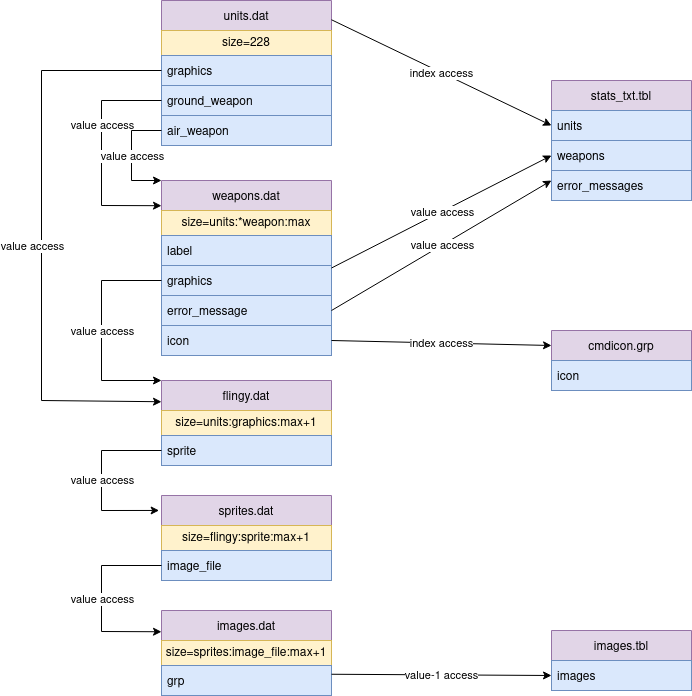 units.dat
size=228
graphics
ground_weapon
air_weapon
value access
value access
index access
stats_txt.tbl
units
weapons
error_messages
weapons.dat
size=units:*weapon:max
label
graphics
error_message
icon
value access
value access
value access
value access
index access
cmdicon.grp
icon
flingy.dat
size=units:graphics:max+1
sprite
value access
sprites.dat
size=flingy:sprite:max+1
image_file
value access
images.dat
size=sprites:image_file:max+1
grp
value-1 access
images.tbl
images